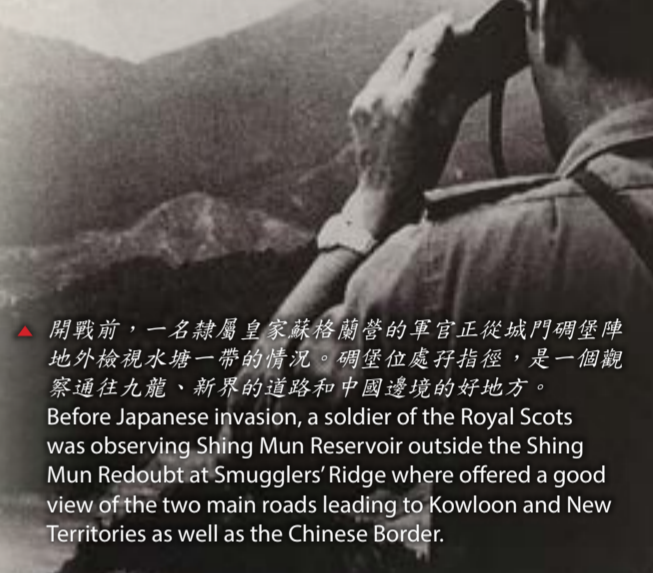 開戰前，一名隸屬皇家蘇格蘭營的軍官正從城門碉堡陣
地外檢視水塘一帶的情況。碉堡位處孖指徑，是一個觀
察通往九龍、新界的道路和中國邊境的好地方。
Before Japanese invasion, a soldier of the Royal Scots
was observing Shing Mun Reservoir outside the Shing
Mun Redoubt at Smugglers’ Ridge where offered a good
view of the two main roads leading to Kowloon and New
Territories as well as the Chinese Border.